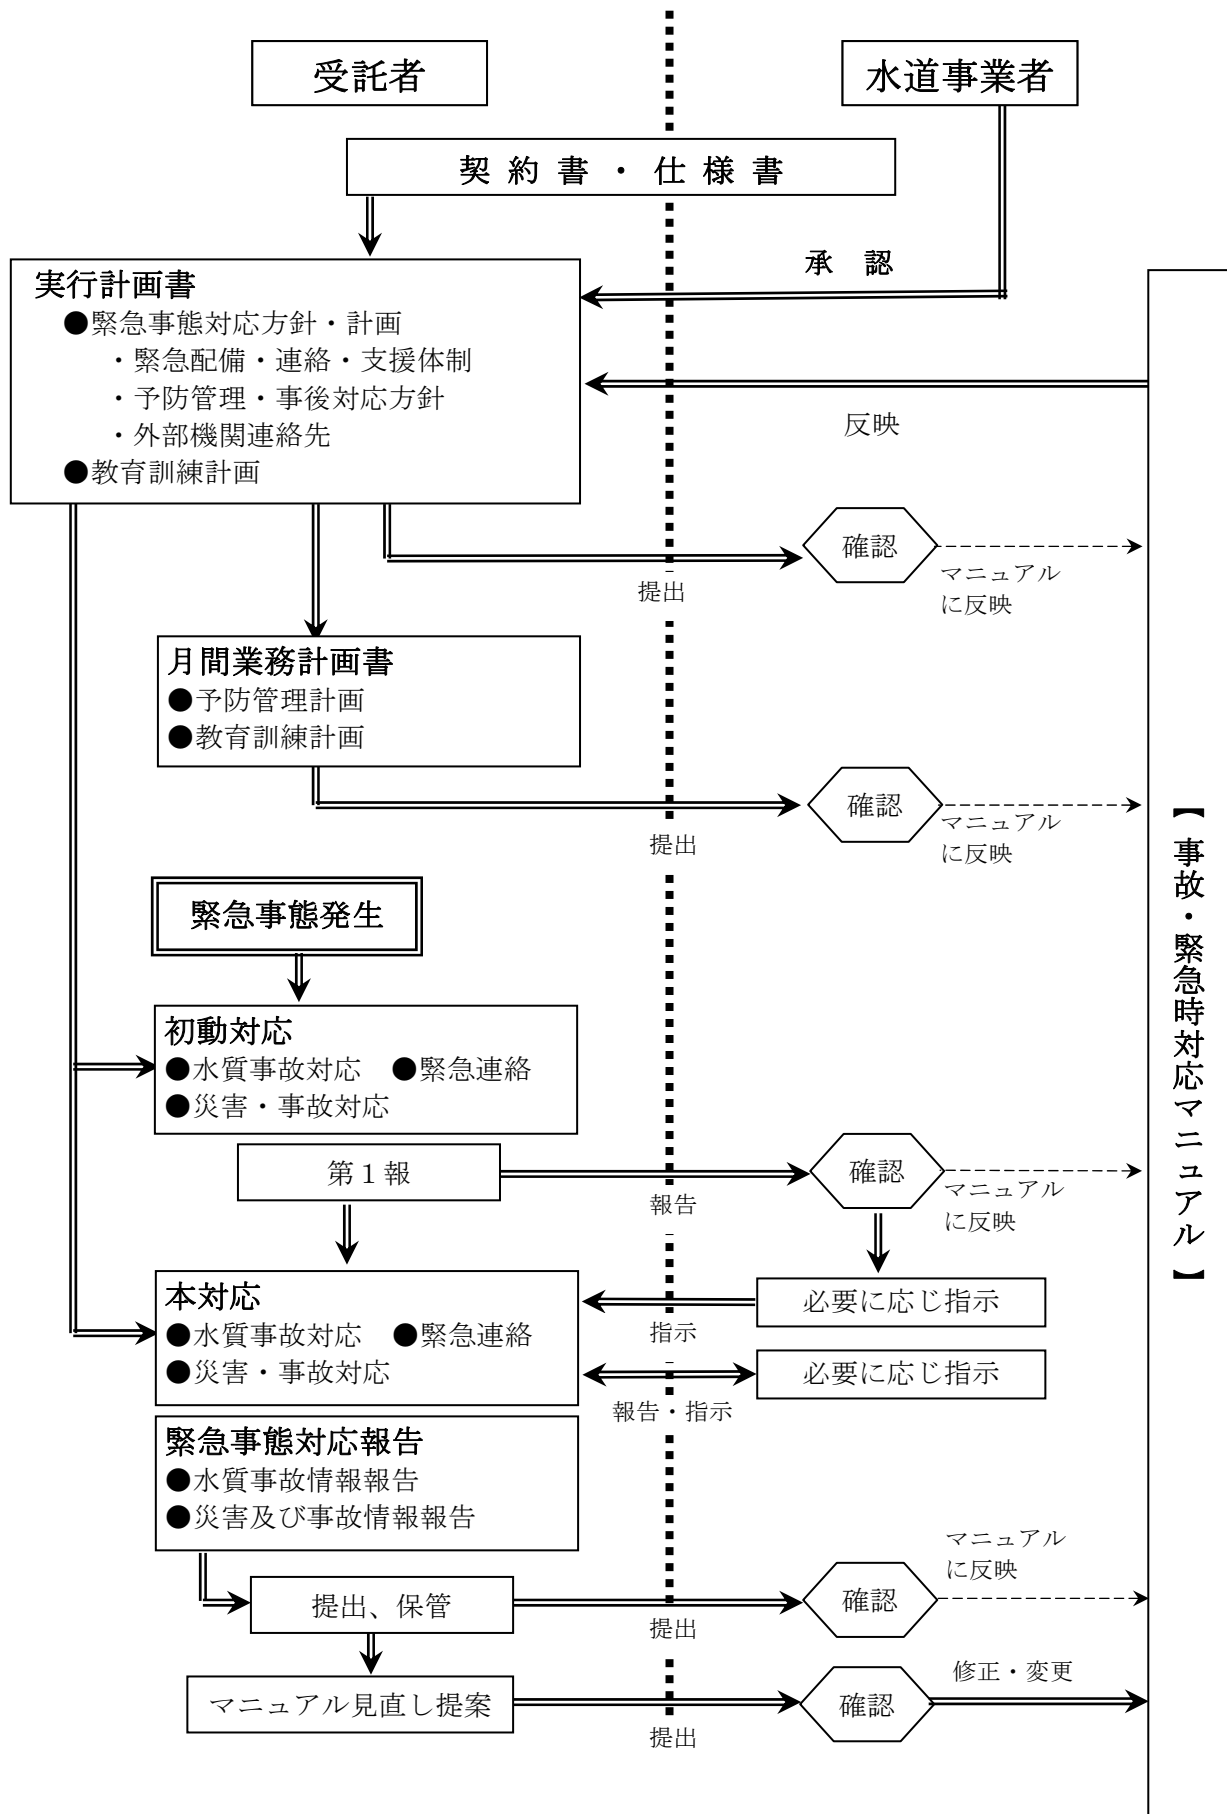 受託者
水道事業者
契約書・仕様書
承　認
実行計画書
●緊急事態対応方針・計画
・緊急配備・連絡・支援体制
・予防管理・事後対応方針
・外部機関連絡先
●教育訓練計画
反映
確認
提出
マニュアル
に反映
月間業務計画書
●予防管理計画
●教育訓練計画
確認
提出
マニュアル
に反映
【事故・緊急時対応マニュアル】
緊急事態発生
初動対応
●水質事故対応　●緊急連絡
●災害・事故対応
第１報
報告
確認
マニュアル
に反映
本対応
●水質事故対応　●緊急連絡
●災害・事故対応
必要に応じ指示
指示
必要に応じ指示
報告・指示
緊急事態対応報告
●水質事故情報報告
●災害及び事故情報報告
マニュアル
に反映
提出、保管
提出
確認
マニュアル見直し提案
提出
確認
修正・変更